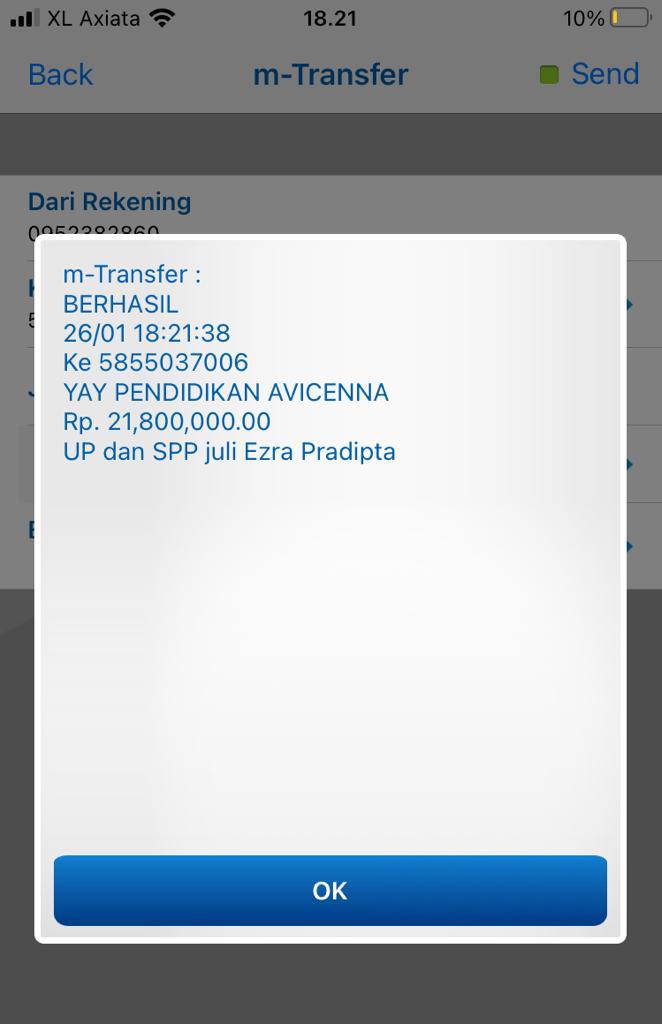 XL Axiata 18.21 10%
Back m-Transfer Send
Dari Rekening
0952382860
m-Transfer :
BERHASIL
26/01 18:21:38
Ke 5855037006
YAY PENDIDIKAN AVICENNA
Rp. 21,800,000.00
UP dan SPP juli Ezra Pradipta
OK